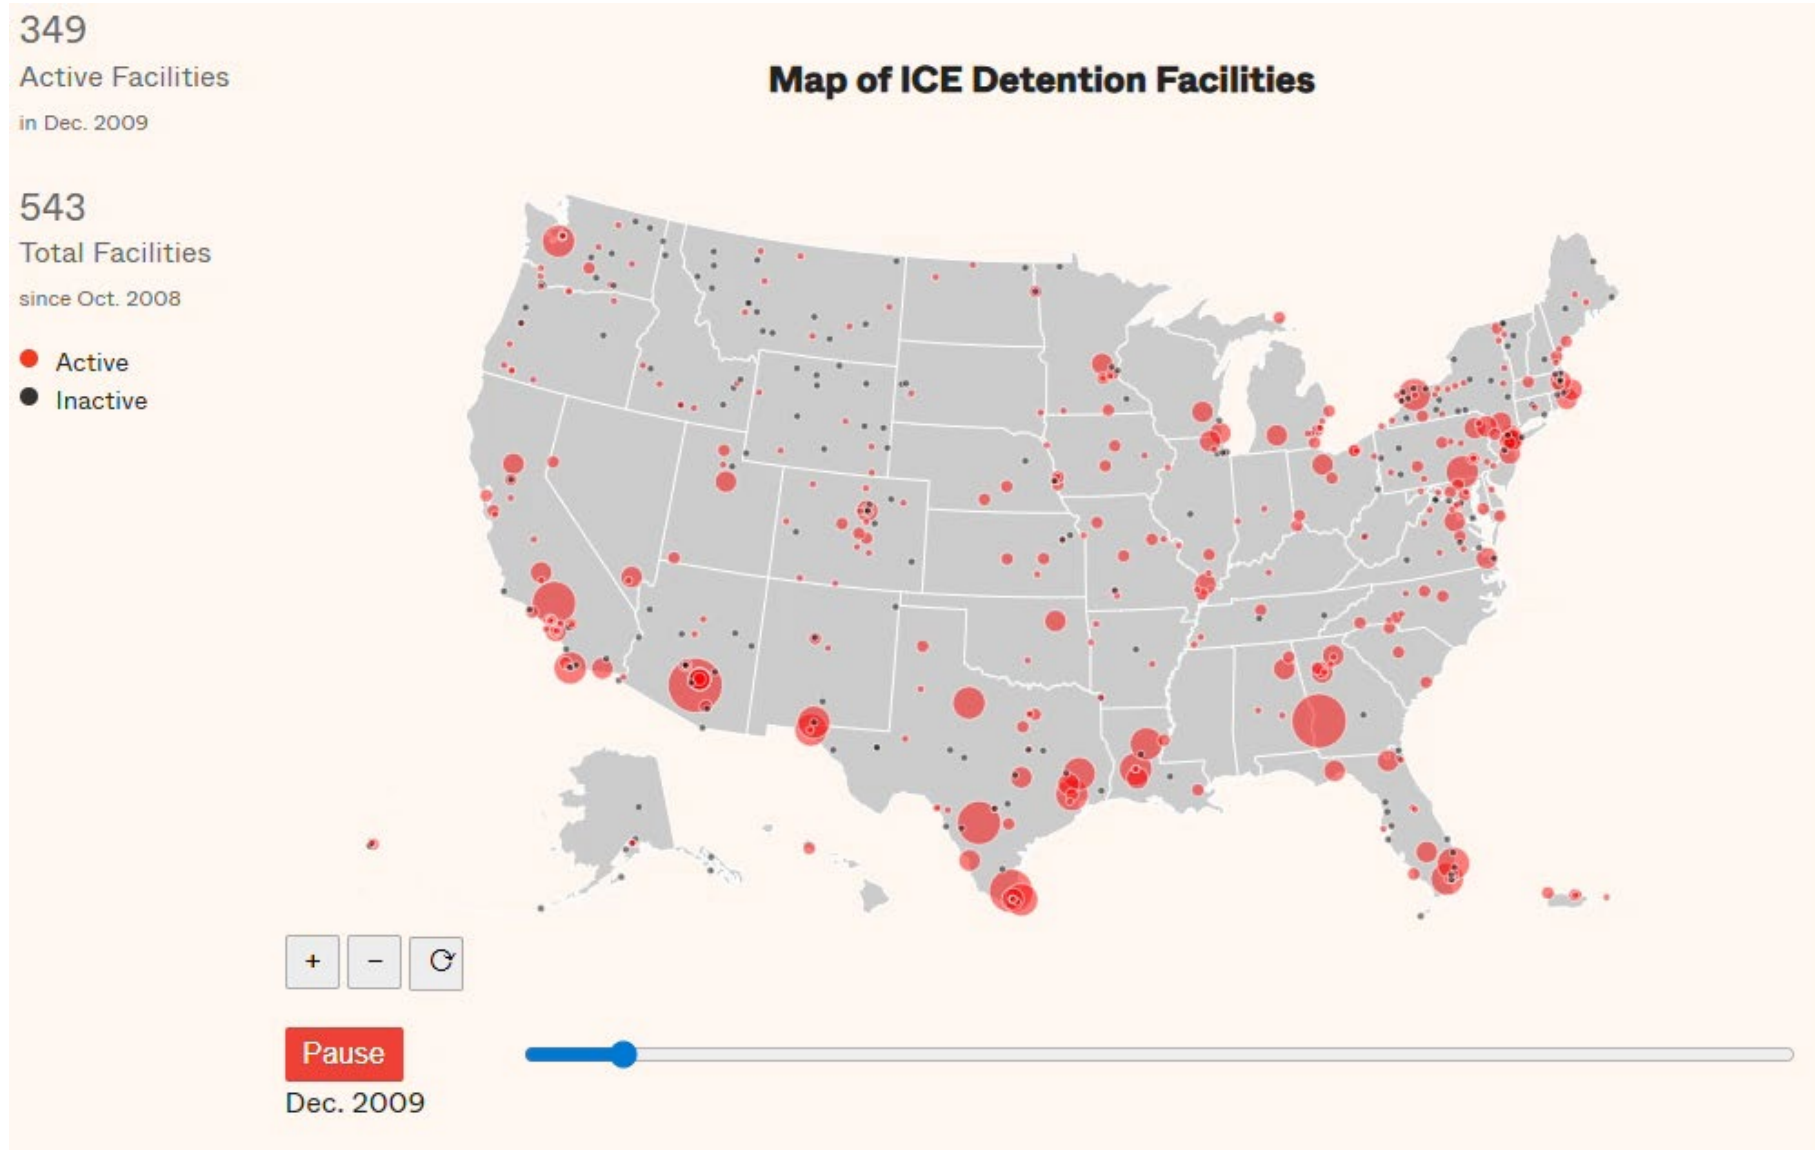 349
Active Facilities
in Dec. 2009
Map of ICE Detention Facilities
543
Total Facilities
since Oct. 2008
Active
Inactive
+
−
Pause
Dec. 2009